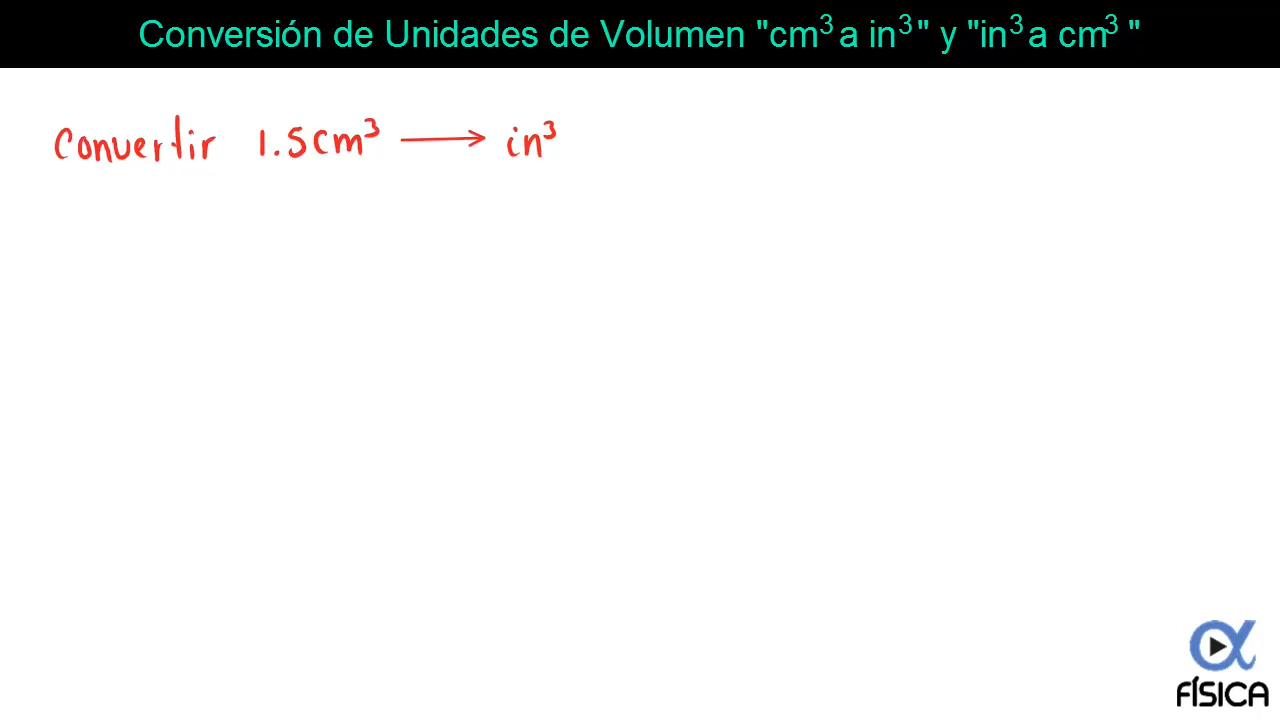 Conversión de Unidades de Volumen "cm³ a in³" y "in³ a cm³ "
Convertir 1.5cm³ → in³
FÍSICA